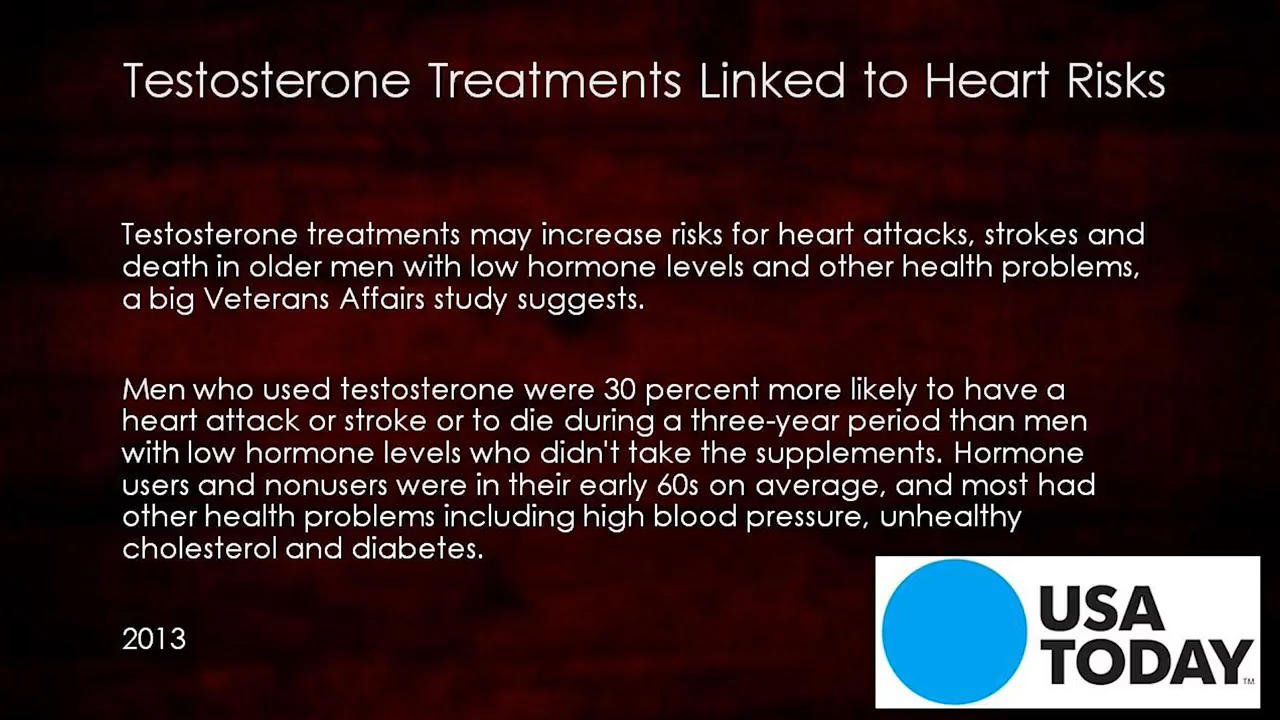 Testosterone Treatments Linked to Heart Risks
Testosterone treatments may increase risks for heart attacks, strokes and
death in older men with low hormone levels and other health problems,
a big Veterans Affairs study suggests.
Men who used testosterone were 30 percent more likely to have a
heart attack or stroke or to die during a three-year period than men
with low hormone levels who didn't take the supplements. Hormone
users and nonusers were in their early 60s on average, and most had
other health problems including high blood pressure, unhealthy
cholesterol and diabetes.
2013
USA
TODAY™